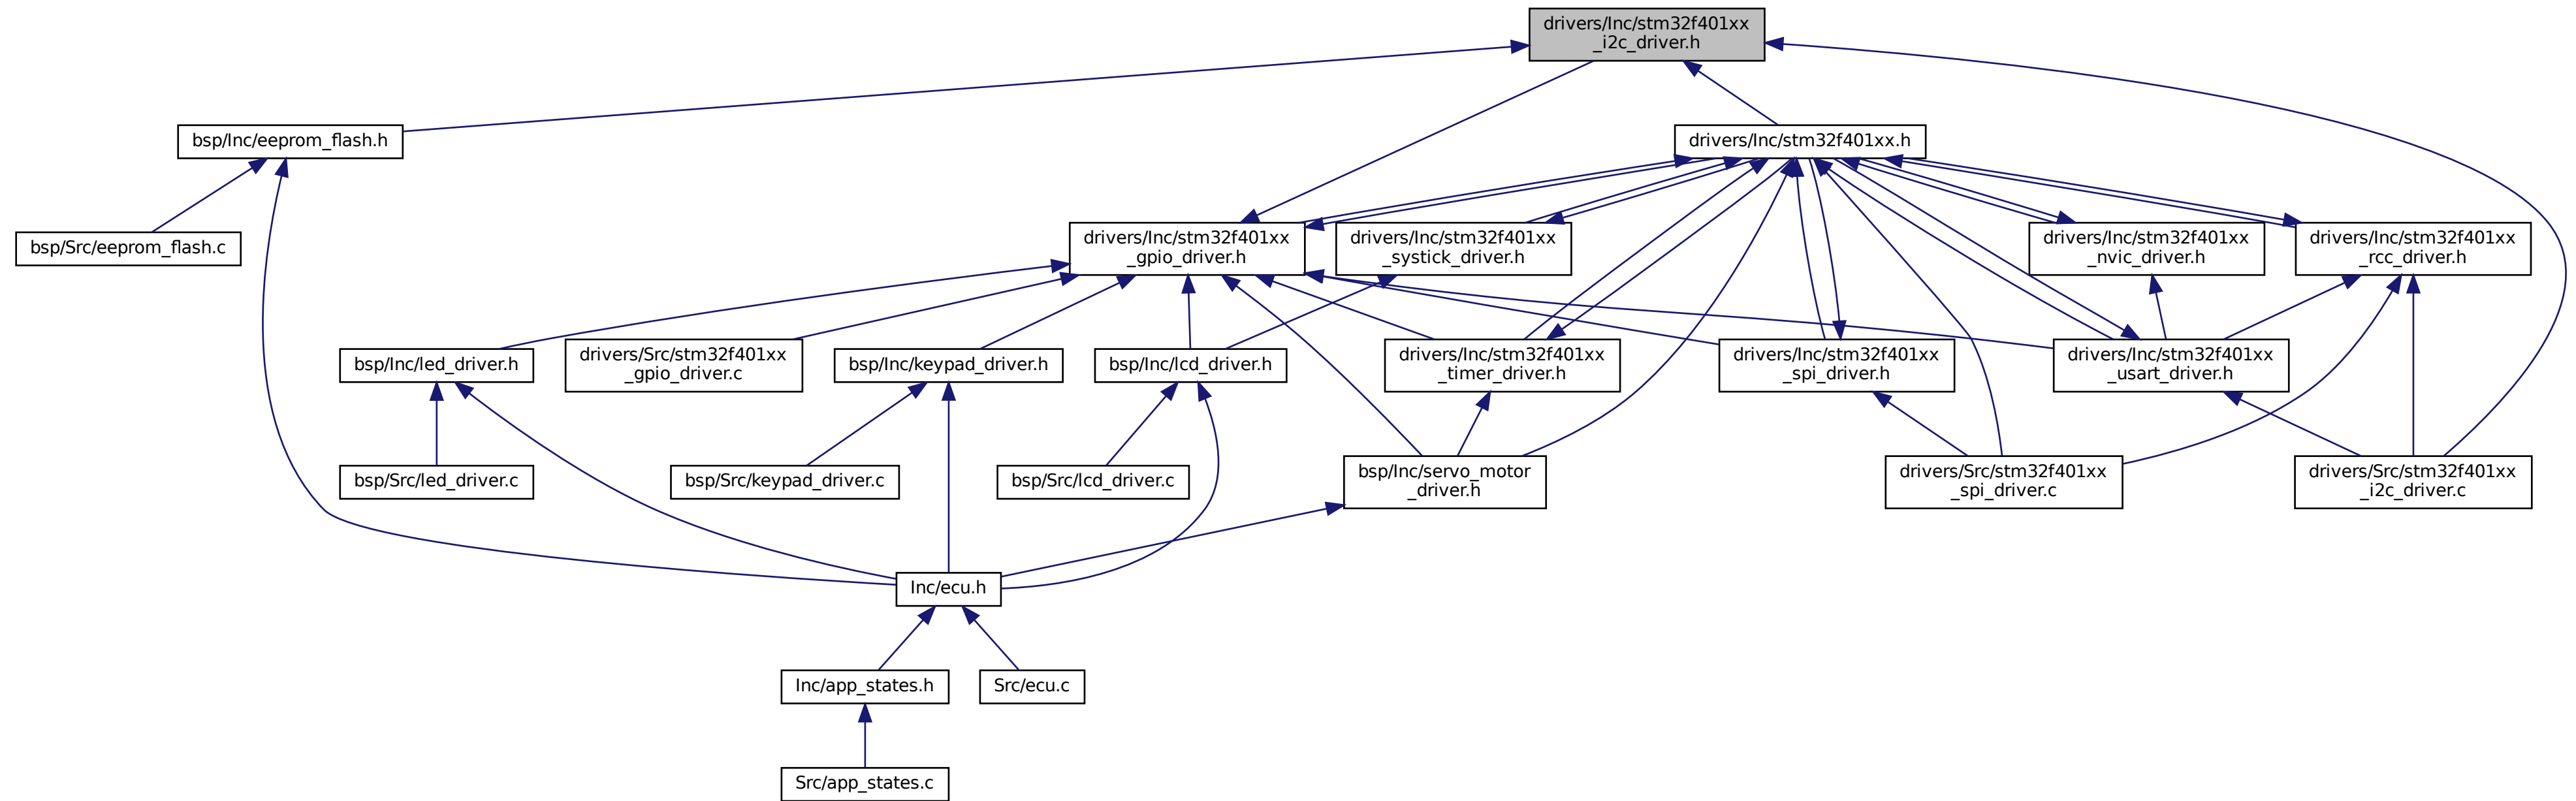 drivers/Inc/stm32f401xx
_i2c_driver.h
bsp/Inc/eeprom_flash.h
drivers/Inc/stm32f401xx.h
bsp/Src/eeprom_flash.c
drivers/Inc/stm32f401xx
_gpio_driver.h
drivers/Inc/stm32f401xx
_systick_driver.h
drivers/Inc/stm32f401xx
_nvic_driver.h
drivers/Inc/stm32f401xx
_rcc_driver.h
bsp/Inc/led_driver.h
drivers/Src/stm32f401xx
_gpio_driver.c
bsp/Inc/keypad_driver.h
bsp/Inc/lcd_driver.h
drivers/Inc/stm32f401xx
_timer_driver.h
drivers/Inc/stm32f401xx
_spi_driver.h
drivers/Inc/stm32f401xx
_usart_driver.h
bsp/Src/led_driver.c
bsp/Src/keypad_driver.c
bsp/Src/lcd_driver.c
bsp/Inc/servo_motor
_driver.h
drivers/Src/stm32f401xx
_spi_driver.c
drivers/Src/stm32f401xx
_i2c_driver.c
Inc/ecu.h
Inc/app_states.h
Src/ecu.c
Src/app_states.c